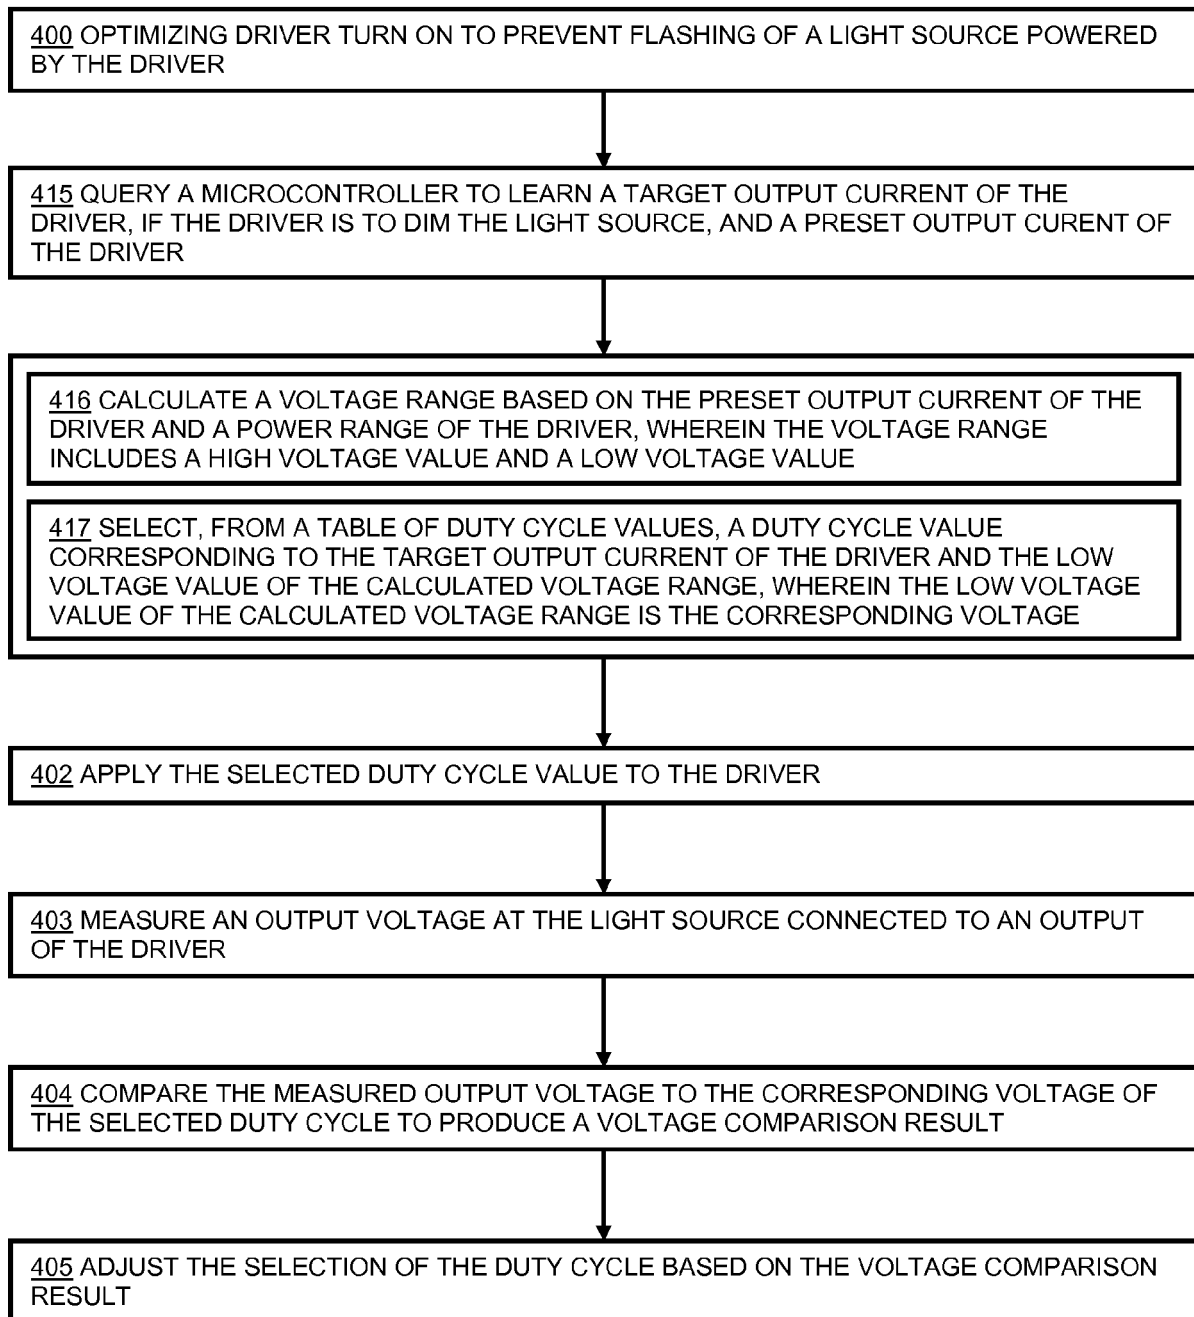 400 OPTIMIZING DRIVER TURN ON TO PREVENT FLASHING OF A LIGHT SOURCE POWERED
BY THE DRIVER
415 QUERY A MICROCONTROLLER TO LEARN A TARGET OUTPUT CURRENT OF THE
DRIVER, IF THE DRIVER IS TO DIM THE LIGHT SOURCE, AND A PRESET OUTPUT CURENT OF
THE DRIVER
416 CALCULATE A VOLTAGE RANGE BASED ON THE PRESET OUTPUT CURRENT OF THE
DRIVER AND A POWER RANGE OF THE DRIVER, WHEREIN THE VOLTAGE RANGE
INCLUDES A HIGH VOLTAGE VALUE AND A LOW VOLTAGE VALUE
417 SELECT, FROM A TABLE OF DUTY CYCLE VALUES, A DUTY CYCLE VALUE
CORRESPONDING TO THE TARGET OUTPUT CURRENT OF THE DRIVER AND THE LOW
VOLTAGE VALUE OF THE CALCULATED VOLTAGE RANGE, WHEREIN THE LOW VOLTAGE
VALUE OF THE CALCULATED VOLTAGE RANGE IS THE CORRESPONDING VOLTAGE
402 APPLY THE SELECTED DUTY CYCLE VALUE TO THE DRIVER
403 MEASURE AN OUTPUT VOLTAGE AT THE LIGHT SOURCE CONNECTED TO AN OUTPUT
OF THE DRIVER
404 COMPARE THE MEASURED OUTPUT VOLTAGE TO THE CORRESPONDING VOLTAGE OF
THE SELECTED DUTY CYCLE TO PRODUCE A VOLTAGE COMPARISON RESULT
405 ADJUST THE SELECTION OF THE DUTY CYCLE BASED ON THE VOLTAGE COMPARISON
RESULT